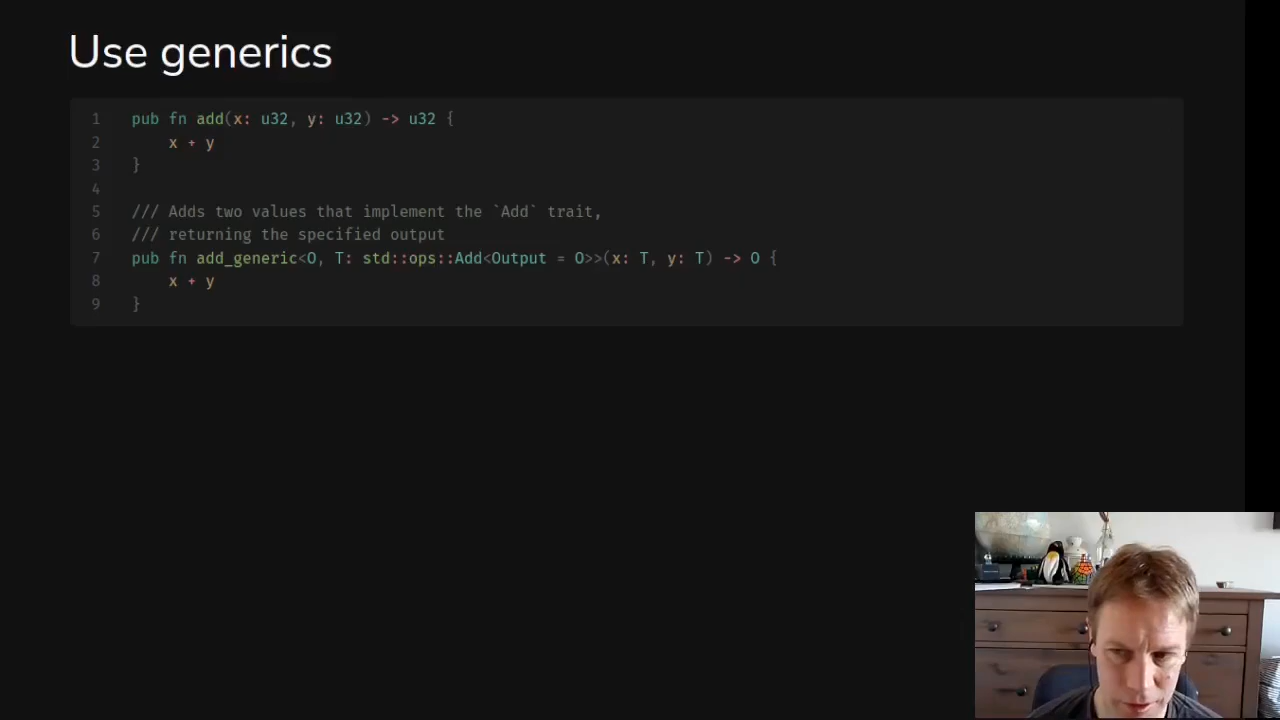 Use generics
1 pub fn add(x: u32, y: u32) -> u32 {
2     x + y
3 }
4
5 /// Adds two values that implement the `Add` trait,
6 /// returning the specified output
7 pub fn add_generic<O, T: std::ops::Add<Output = O>>(x: T, y: T) -> O {
8     x + y
9 }